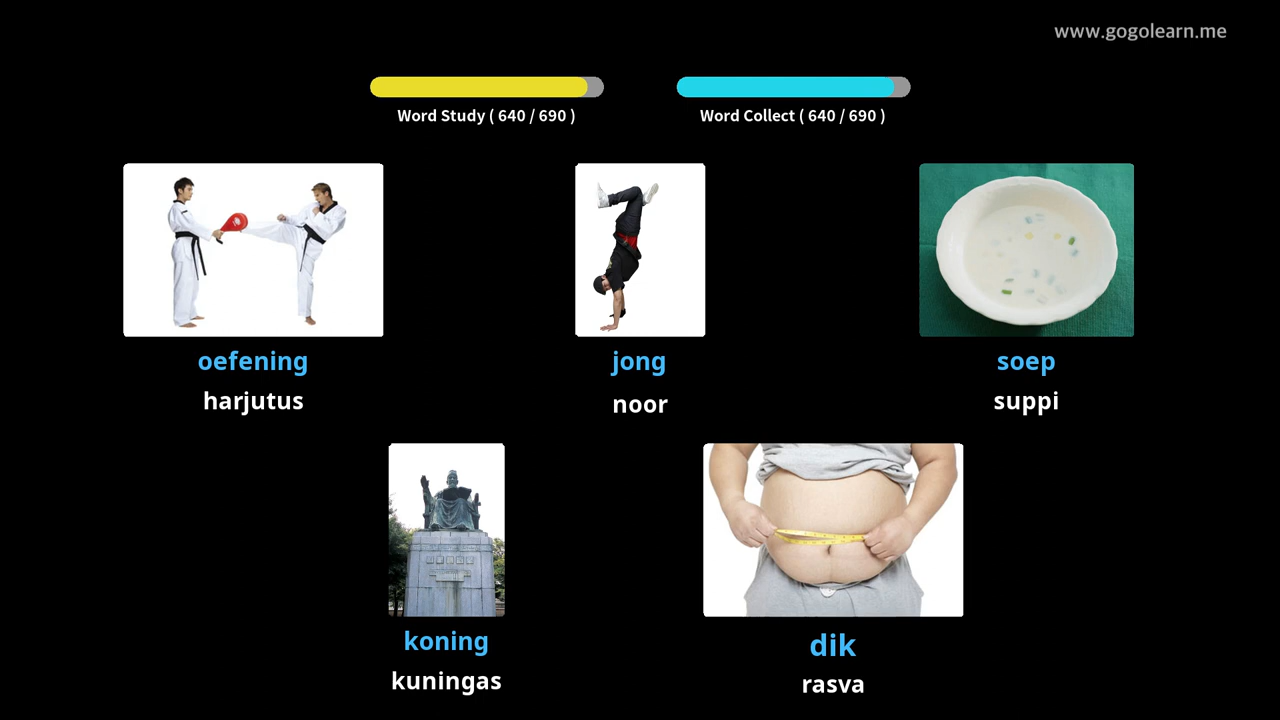 www.gogolearn.me
Word Study ( 640 / 690 )
Word Collect ( 640 / 690 )
oefening
harjutus
jong
noor
soep
suppi
koning
kuningas
dik
rasva